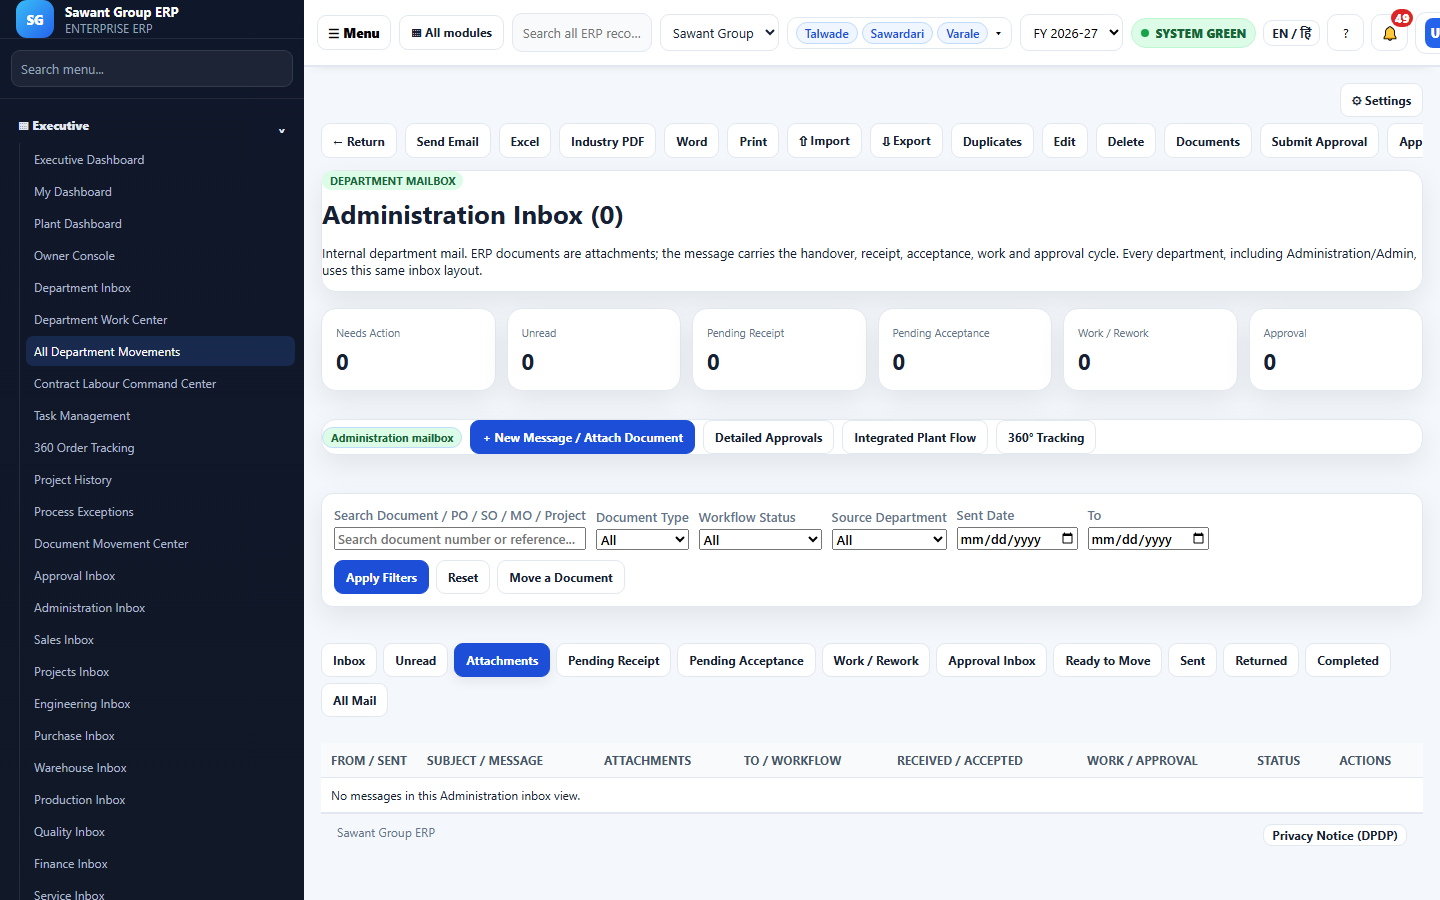 SG
Sawant Group ERP
ENTERPRISE ERP
Search menu...
Executive
Executive Dashboard
My Dashboard
Plant Dashboard
Owner Console
Department Inbox
Department Work Center
All Department Movements
Contract Labour Command Center
Task Management
360 Order Tracking
Project History
Process Exceptions
Document Movement Center
Approval Inbox
Administration Inbox
Sales Inbox
Projects Inbox
Engineering Inbox
Purchase Inbox
Warehouse Inbox
Production Inbox
Quality Inbox
Finance Inbox
Service Inbox
☰ Menu
All modules
Search all ERP reco...
Sawant Group
Talwade Sawardari Varale
FY 2026-27
SYSTEM GREEN
EN / हिं
?
49
U
⚙ Settings
← Return
Send Email
Excel
Industry PDF
Word
Print
⇧ Import
⇩ Export
Duplicates
Edit
Delete
Documents
Submit Approval
App
DEPARTMENT MAILBOX
Administration Inbox (0)
Internal department mail. ERP documents are attachments; the message carries the handover, receipt, acceptance, work and approval cycle. Every department, including Administration/Admin,
uses this same inbox layout.
Needs Action
0
Unread
0
Pending Receipt
0
Pending Acceptance
0
Work / Rework
0
Approval
0
Administration mailbox
+ New Message / Attach Document
Detailed Approvals
Integrated Plant Flow
360° Tracking
Search Document / PO / SO / MO / Project
Search document number or reference...
Document Type
All
Workflow Status
All
Source Department
All
Sent Date
mm/dd/yyyy
To
mm/dd/yyyy
Apply Filters
Reset
Move a Document
Inbox
Unread
Attachments
Pending Receipt
Pending Acceptance
Work / Rework
Approval Inbox
Ready to Move
Sent
Returned
Completed
All Mail
FROM / SENT SUBJECT / MESSAGE ATTACHMENTS TO / WORKFLOW RECEIVED / ACCEPTED WORK / APPROVAL STATUS ACTIONS
No messages in this Administration inbox view.
Sawant Group ERP
Privacy Notice (DPDP)